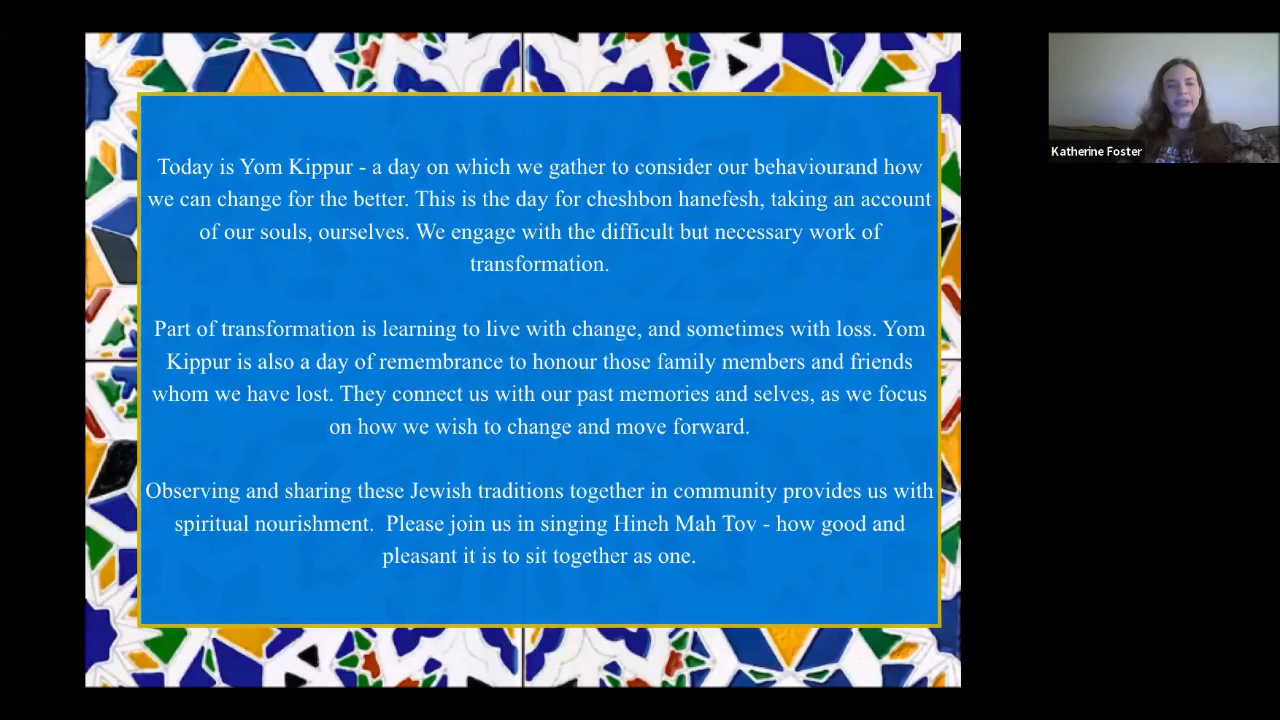 Today is Yom Kippur - a day on which we gather to consider our behaviourand how
we can change for the better. This is the day for cheshbon hanefesh, taking an account
of our souls, ourselves. We engage with the difficult but necessary work of
transformation.
Part of transformation is learning to live with change, and sometimes with loss. Yom
Kippur is also a day of remembrance to honour those family members and friends
whom we have lost. They connect us with our past memories and selves, as we focus
on how we wish to change and move forward.
Observing and sharing these Jewish traditions together in community provides us with
spiritual nourishment.  Please join us in singing Hineh Mah Tov - how good and
pleasant it is to sit together as one.
Katherine Foster